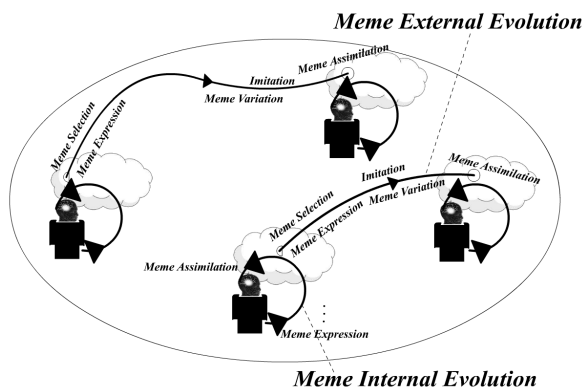 Meme External Evolution
Meme Assimilation
Imitation
Meme Variation
Meme Selection
Meme Expression
Meme Assimilation
Imitation
Meme Variation
Meme Selection
Meme Expression
Meme Assimilation
Meme Expression
Meme Internal Evolution